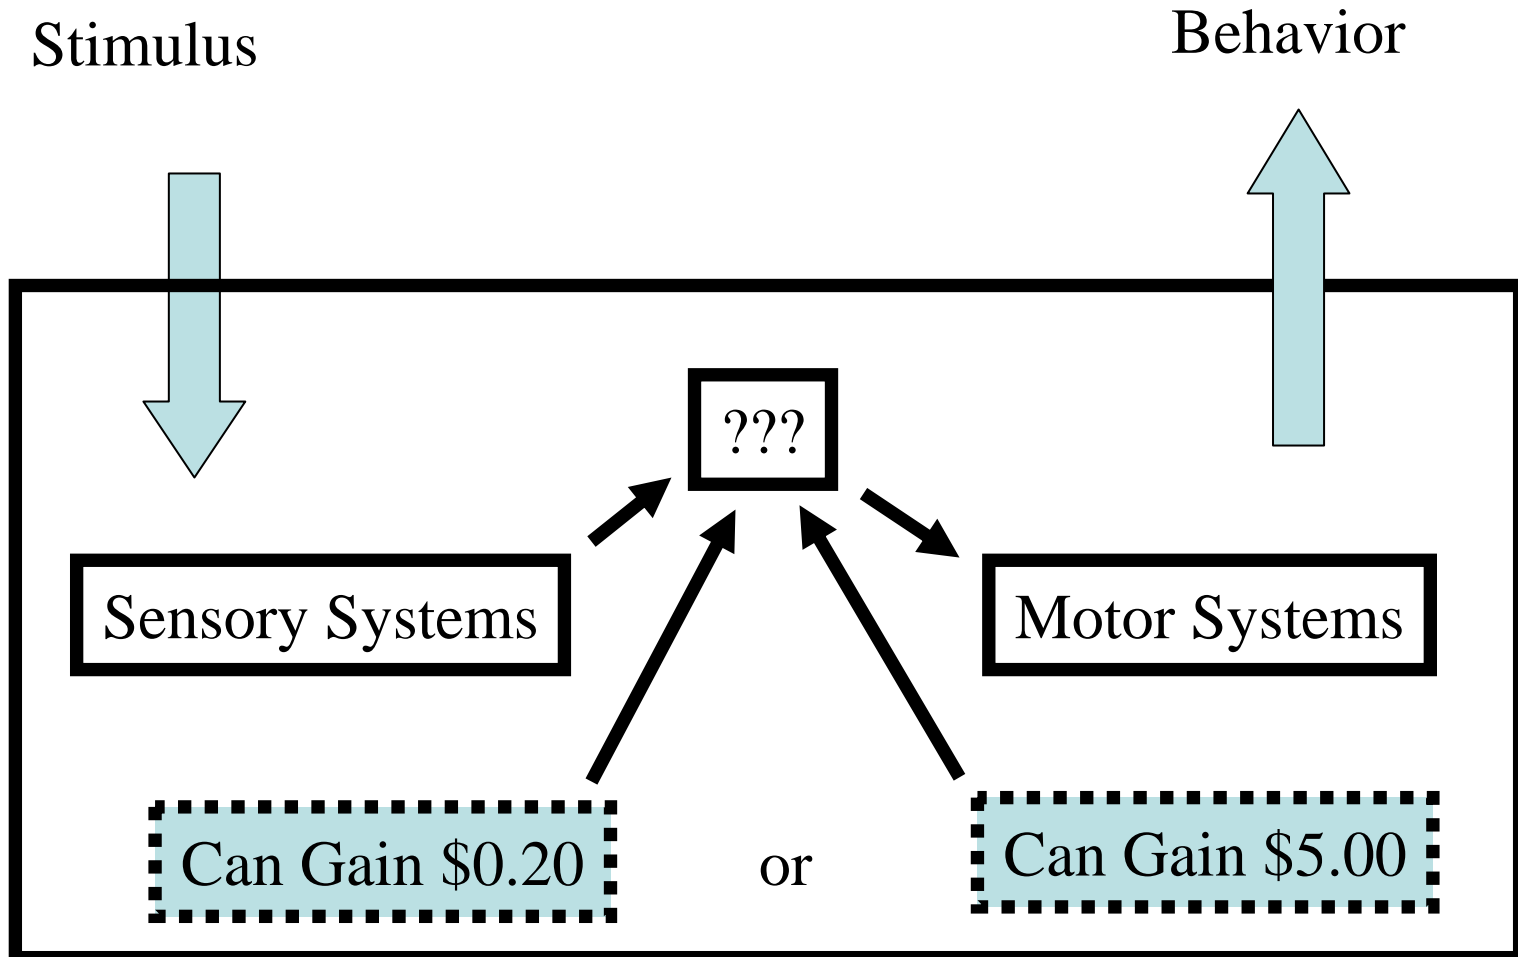 Stimulus
Behavior
???
Sensory Systems
Motor Systems
Can Gain $0.20
or
Can Gain $5.00